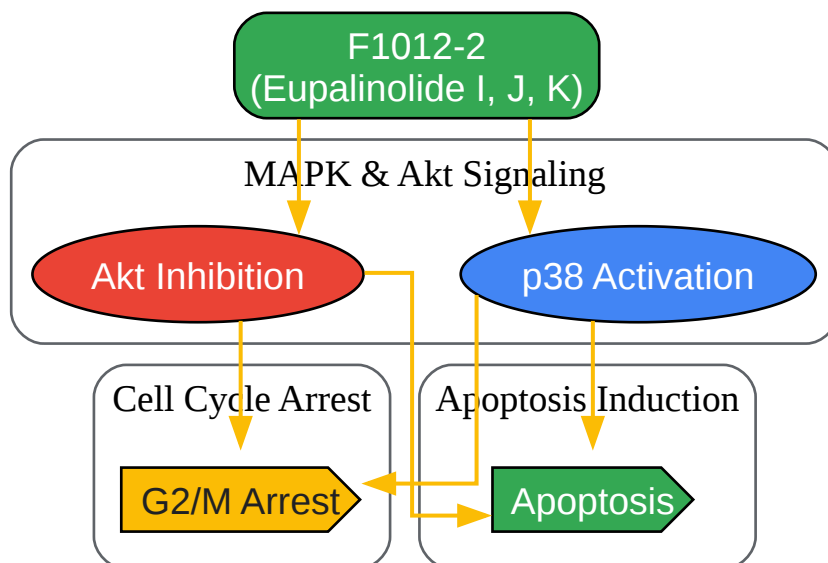 F1012-2
(Eupalinolide I, J, K)
MAPK & Akt Signaling
Akt Inhibition
p38 Activation
Cell Cycle Arrest
Apoptosis Induction
G2/M Arrest
Apoptosis